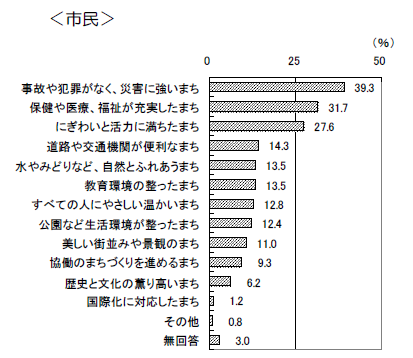 ＜市民＞
0 25 50
（％）
事故や犯罪がなく、災害に強いまち 39.3
保健や医療、福祉が充実したまち 31.7
にぎわいと活力に満ちたまち 27.6
道路や交通機関が便利なまち 14.3
水やみどりなど、自然とふれあうまち 13.5
教育環境の整ったまち 13.5
すべての人にやさしい温かいまち 12.8
公園など生活環境が整ったまち 12.4
美しい街並みや景観のまち 11.0
協働のまちづくりを進めるまち 9.3
歴史と文化の薫り高いまち 6.2
国際化に対応したまち 1.2
その他 0.8
無回答 3.0